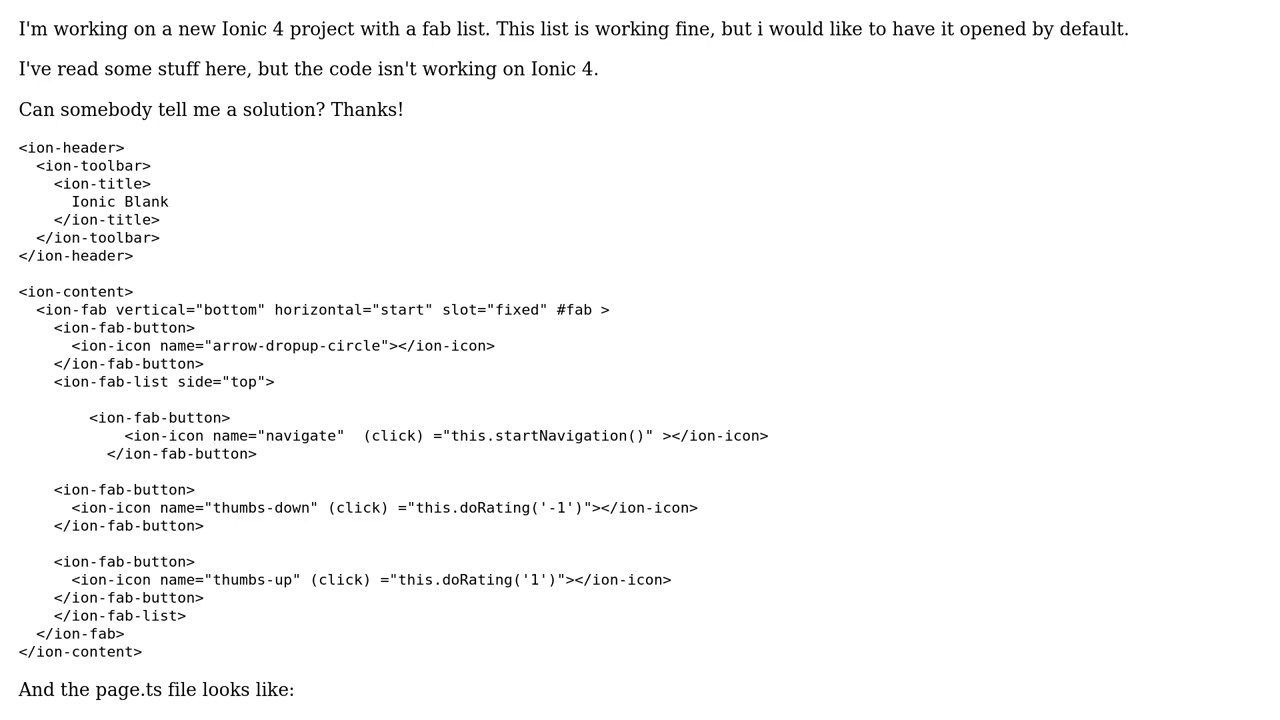 I'm working on a new Ionic 4 project with a fab list. This list is working fine, but i would like to have it opened by default.
I've read some stuff here, but the code isn't working on Ionic 4.
Can somebody tell me a solution? Thanks!
<ion-header>
  <ion-toolbar>
    <ion-title>
      Ionic Blank
    </ion-title>
  </ion-toolbar>
</ion-header>
<ion-content>
  <ion-fab vertical="bottom" horizontal="start" slot="fixed" #fab >
    <ion-fab-button>
      <ion-icon name="arrow-dropup-circle"></ion-icon>
    </ion-fab-button>
    <ion-fab-list side="top">
        <ion-fab-button>
            <ion-icon name="navigate"  (click) ="this.startNavigation()" ></ion-icon>
          </ion-fab-button>
    <ion-fab-button>
      <ion-icon name="thumbs-down" (click) ="this.doRating('-1')"></ion-icon>
    </ion-fab-button>
    <ion-fab-button>
      <ion-icon name="thumbs-up" (click) ="this.doRating('1')"></ion-icon>
    </ion-fab-button>
    </ion-fab-list>
  </ion-fab>
</ion-content>
And the page.ts file looks like: